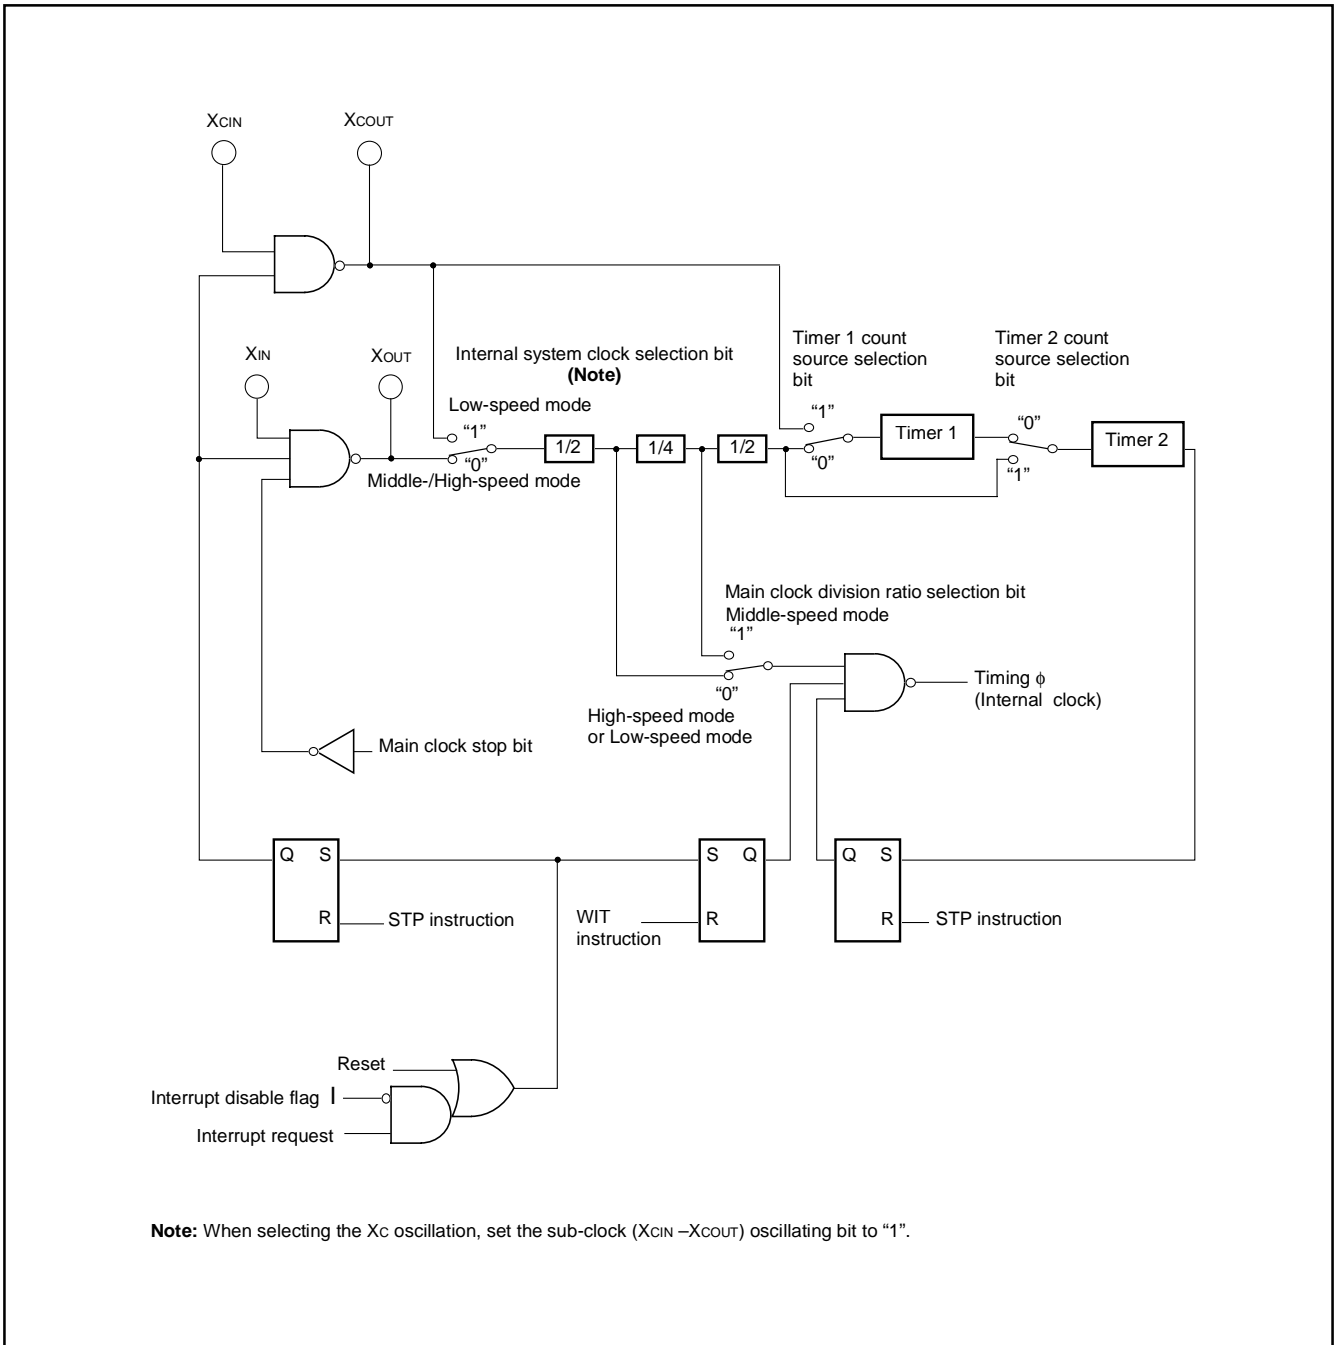 XCIN
XCOUT
XIN
XOUT
Internal system clock selection bit
(Note)
Low-speed mode
“1”
“0”
Middle-/High-speed mode
1/2
1/4
1/2
Timer 1 count
source selection
bit
“1”
“0”
Timer 1
Timer 2 count
source selection
bit
“0”
“1”
Timer 2
Main clock division ratio selection bit
Middle-speed mode
“1”
“0”
High-speed mode
or Low-speed mode
Timing ϕ
(Internal clock)
Main clock stop bit
Q S
R
STP instruction
S Q
R
WIT
instruction
Q S
R
STP instruction
Reset
Interrupt disable flag I
Interrupt request
Note: When selecting the XC oscillation, set the sub-clock (XCIN –XCOUT) oscillating bit to “1”.